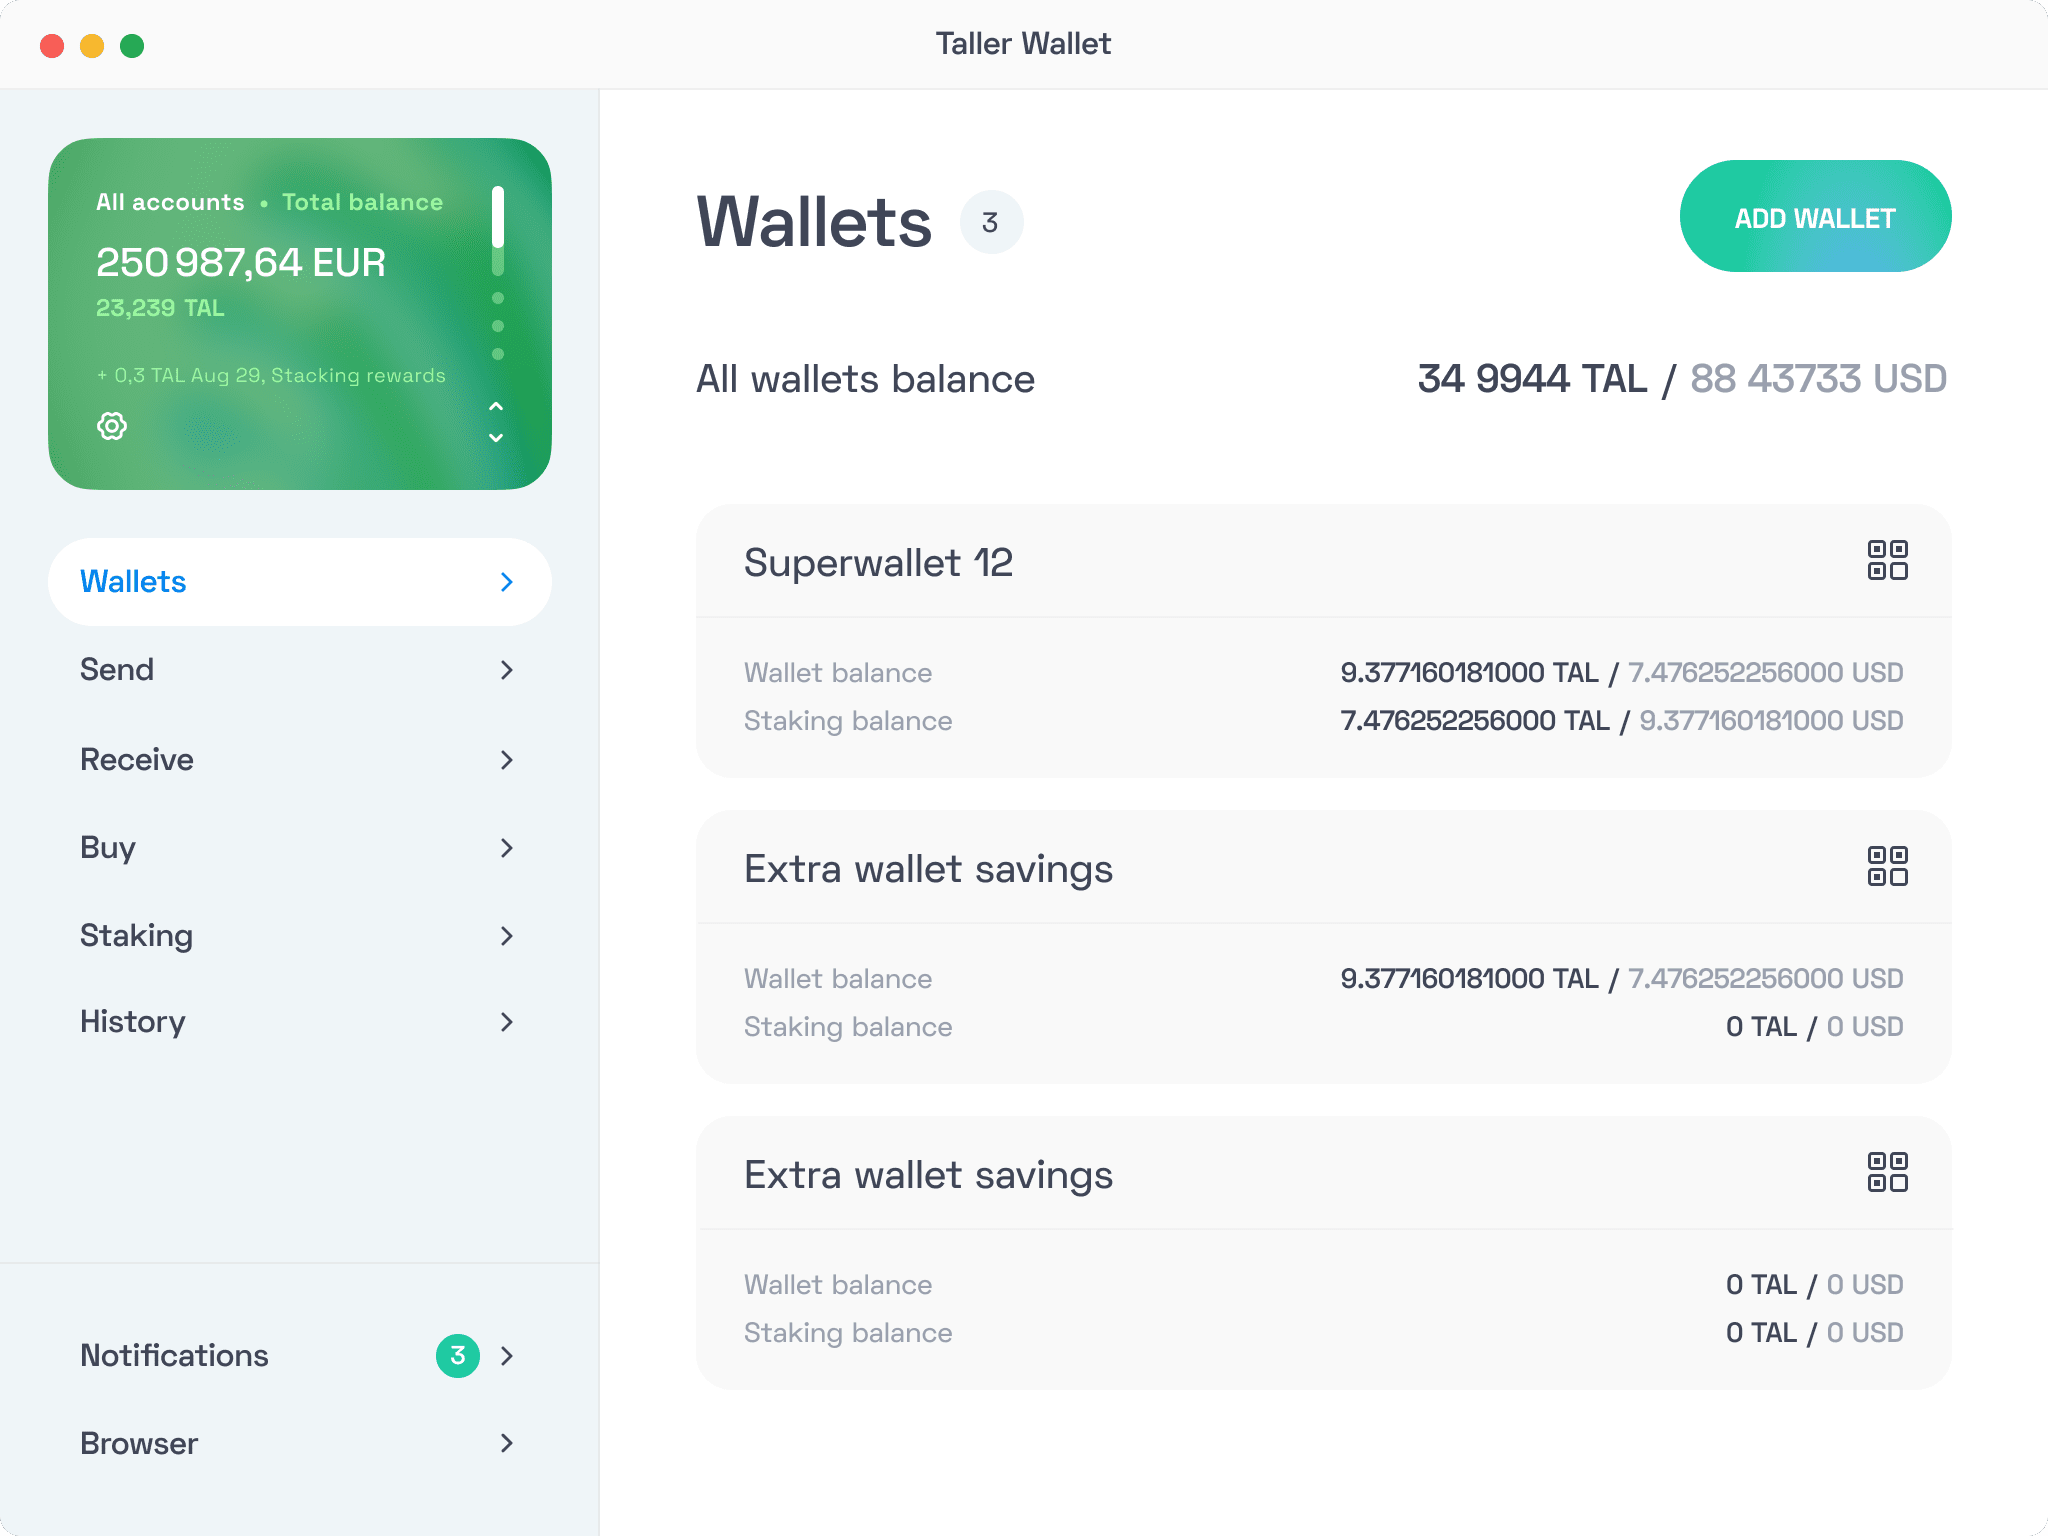 Taller Wallet
All accounts • Total balance
250 987,64 EUR
23,239 TAL
+ 0,3 TAL Aug 29, Stacking rewards
Wallets
Send
Receive
Buy
Staking
History
Notifications 3
Browser
Wallets 3
ADD WALLET
All wallets balance 34 9944 TAL / 88 43733 USD
Superwallet 12
Wallet balance 9.377160181000 TAL / 7.476252256000 USD
Staking balance 7.476252256000 TAL / 9.377160181000 USD
Extra wallet savings
Wallet balance 9.377160181000 TAL / 7.476252256000 USD
Staking balance 0 TAL / 0 USD
Extra wallet savings
Wallet balance 0 TAL / 0 USD
Staking balance 0 TAL / 0 USD